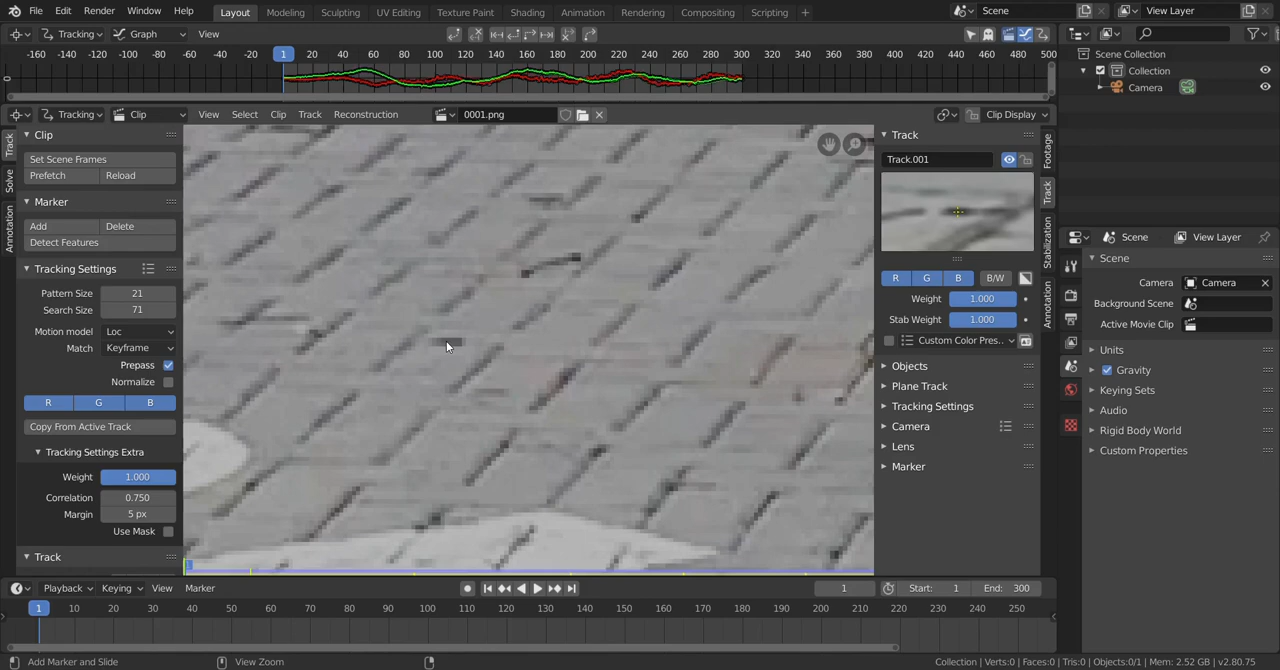 File Edit Render Window Help Layout Modeling Sculpting UV Editing Texture Paint Shading Animation Rendering Compositing Scripting + Scene View Layer
Tracking Graph View
-160 -140 -120 -100 -80 -60 -40 -20 1 20 40 60 80 100 120 140 160 180 200 220 240 260 280 300 320 340 360 380 400 420 440 460 480 500
0
Scene Collection
Collection
Camera
Tracking Clip View Select Clip Track Reconstruction 0001.png Clip Display
Track
Solve
Annotation
Clip
Set Scene Frames
Prefetch Reload
Marker
Add Delete
Detect Features
Tracking Settings
Pattern Size 21
Search Size 71
Motion model Loc
Match Keyframe
Prepass
Normalize
R G B
Copy From Active Track
Tracking Settings Extra
Weight 1.000
Correlation 0.750
Margin 5 px
Use Mask
Track
Track
Track.001
R G B B/W
Weight 1.000
Stab Weight 1.000
Custom Color Pres..
Objects
Plane Track
Tracking Settings
Camera
Lens
Marker
Footage
Track
Stabilization
Annotation
Scene View Layer
Scene
Camera Camera
Background Scene
Active Movie Clip
Units
Gravity
Keying Sets
Audio
Rigid Body World
Custom Properties
Playback Keying View Marker 1 Start: 1 End: 300
1 10 20 30 40 50 60 70 80 90 100 110 120 130 140 150 160 170 180 190 200 210 220 230 240 250
Add Marker and Slide View Zoom Collection | Verts:0 | Faces:0 | Tris:0 | Objects:0/1 | Mem: 2.52 GB | v2.80.75